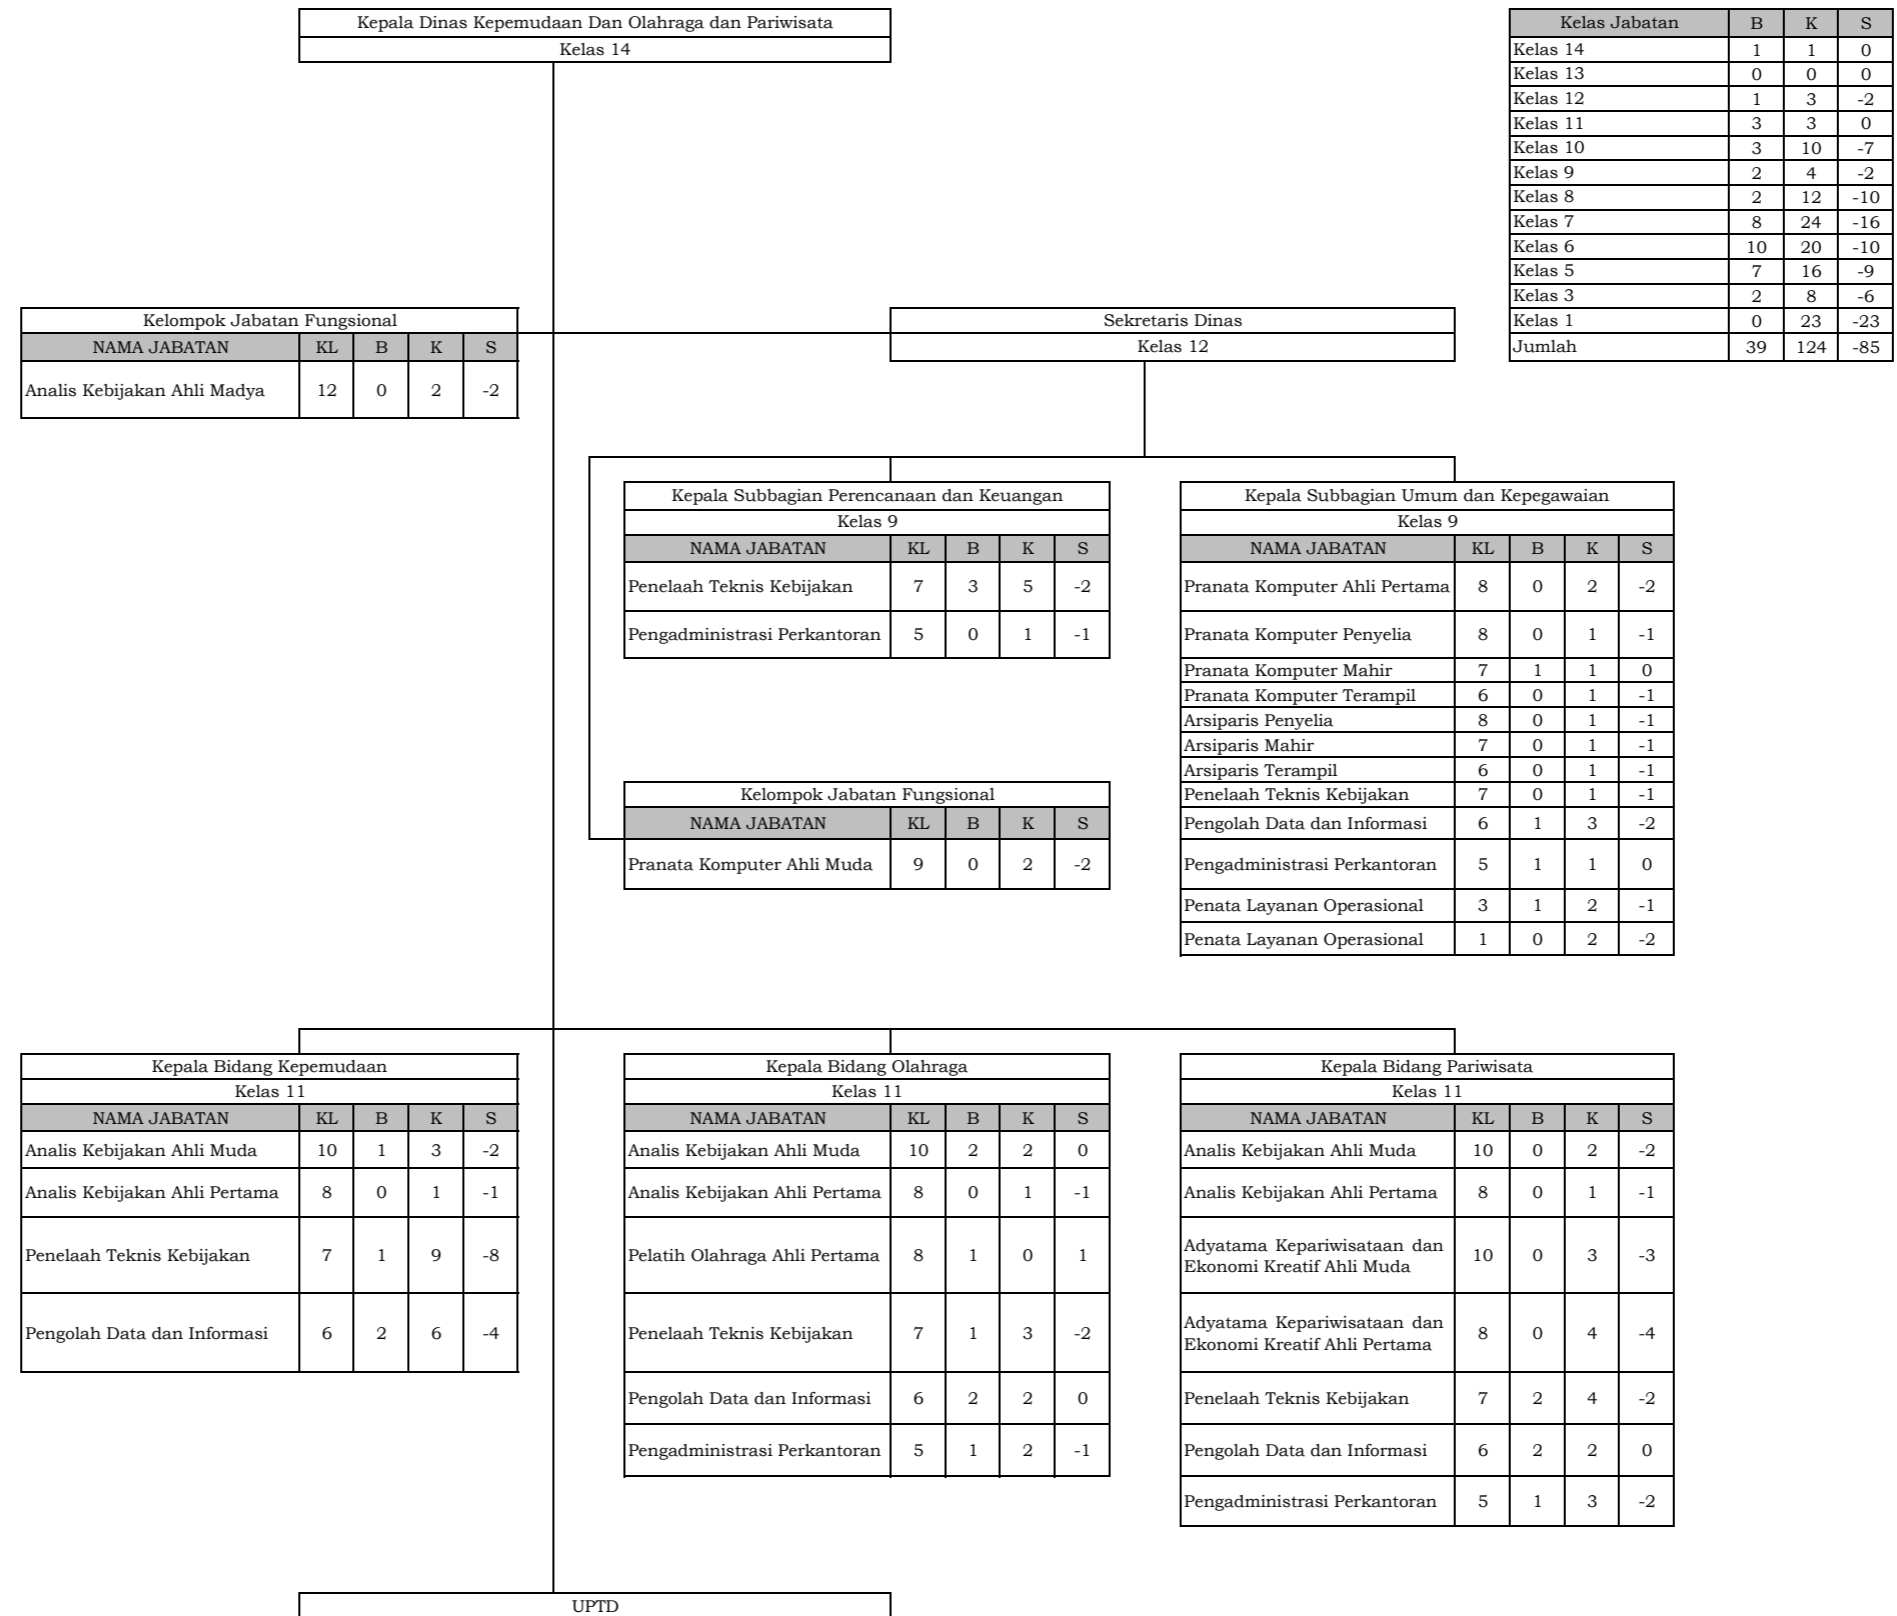 Kepala Dinas Kepemudaan Dan Olahraga dan Pariwisata
Kelas 14
Kelas Jabatan B K S
Kelas 14 1 1 0
Kelas 13 0 0 0
Kelas 12 1 3 -2
Kelas 11 3 3 0
Kelas 10 3 10 -7
Kelas 9 2 4 -2
Kelas 8 2 12 -10
Kelas 7 8 24 -16
Kelas 6 10 20 -10
Kelas 5 7 16 -9
Kelas 3 2 8 -6
Kelas 1 0 23 -23
Jumlah 39 124 -85
Kelompok Jabatan Fungsional
NAMA JABATAN KL B K S
Analis Kebijakan Ahli Madya 12 0 2 -2
Sekretaris Dinas
Kelas 12
Kepala Subbagian Perencanaan dan Keuangan
Kelas 9
NAMA JABATAN KL B K S
Penelaah Teknis Kebijakan 7 3 5 -2
Pengadministrasi Perkantoran 5 0 1 -1
Kelompok Jabatan Fungsional
NAMA JABATAN KL B K S
Pranata Komputer Ahli Muda 9 0 2 -2
Kepala Subbagian Umum dan Kepegawaian
Kelas 9
NAMA JABATAN KL B K S
Pranata Komputer Ahli Pertama 8 0 2 -2
Pranata Komputer Penyelia 8 0 1 -1
Pranata Komputer Mahir 7 1 1 0
Pranata Komputer Terampil 6 0 1 -1
Arsiparis Penyelia 8 0 1 -1
Arsiparis Mahir 7 0 1 -1
Arsiparis Terampil 6 0 1 -1
Penelaah Teknis Kebijakan 7 0 1 -1
Pengolah Data dan Informasi 6 1 3 -2
Pengadministrasi Perkantoran 5 1 1 0
Penata Layanan Operasional 3 1 2 -1
Penata Layanan Operasional 1 0 2 -2
Kepala Bidang Kepemudaan
Kelas 11
NAMA JABATAN KL B K S
Analis Kebijakan Ahli Muda 10 1 3 -2
Analis Kebijakan Ahli Pertama 8 0 1 -1
Penelaah Teknis Kebijakan 7 1 9 -8
Pengolah Data dan Informasi 6 2 6 -4
Kepala Bidang Olahraga
Kelas 11
NAMA JABATAN KL B K S
Analis Kebijakan Ahli Muda 10 2 2 0
Analis Kebijakan Ahli Pertama 8 0 1 -1
Pelatih Olahraga Ahli Pertama 8 1 0 1
Penelaah Teknis Kebijakan 7 1 3 -2
Pengolah Data dan Informasi 6 2 2 0
Pengadministrasi Perkantoran 5 1 2 -1
Kepala Bidang Pariwisata
Kelas 11
NAMA JABATAN KL B K S
Analis Kebijakan Ahli Muda 10 0 2 -2
Analis Kebijakan Ahli Pertama 8 0 1 -1
Adyatama Kepariwisataan dan
Ekonomi Kreatif Ahli Muda 10 0 3 -3
Adyatama Kepariwisataan dan
Ekonomi Kreatif Ahli Pertama 8 0 4 -4
Penelaah Teknis Kebijakan 7 2 4 -2
Pengolah Data dan Informasi 6 2 2 0
Pengadministrasi Perkantoran 5 1 3 -2
UPTD